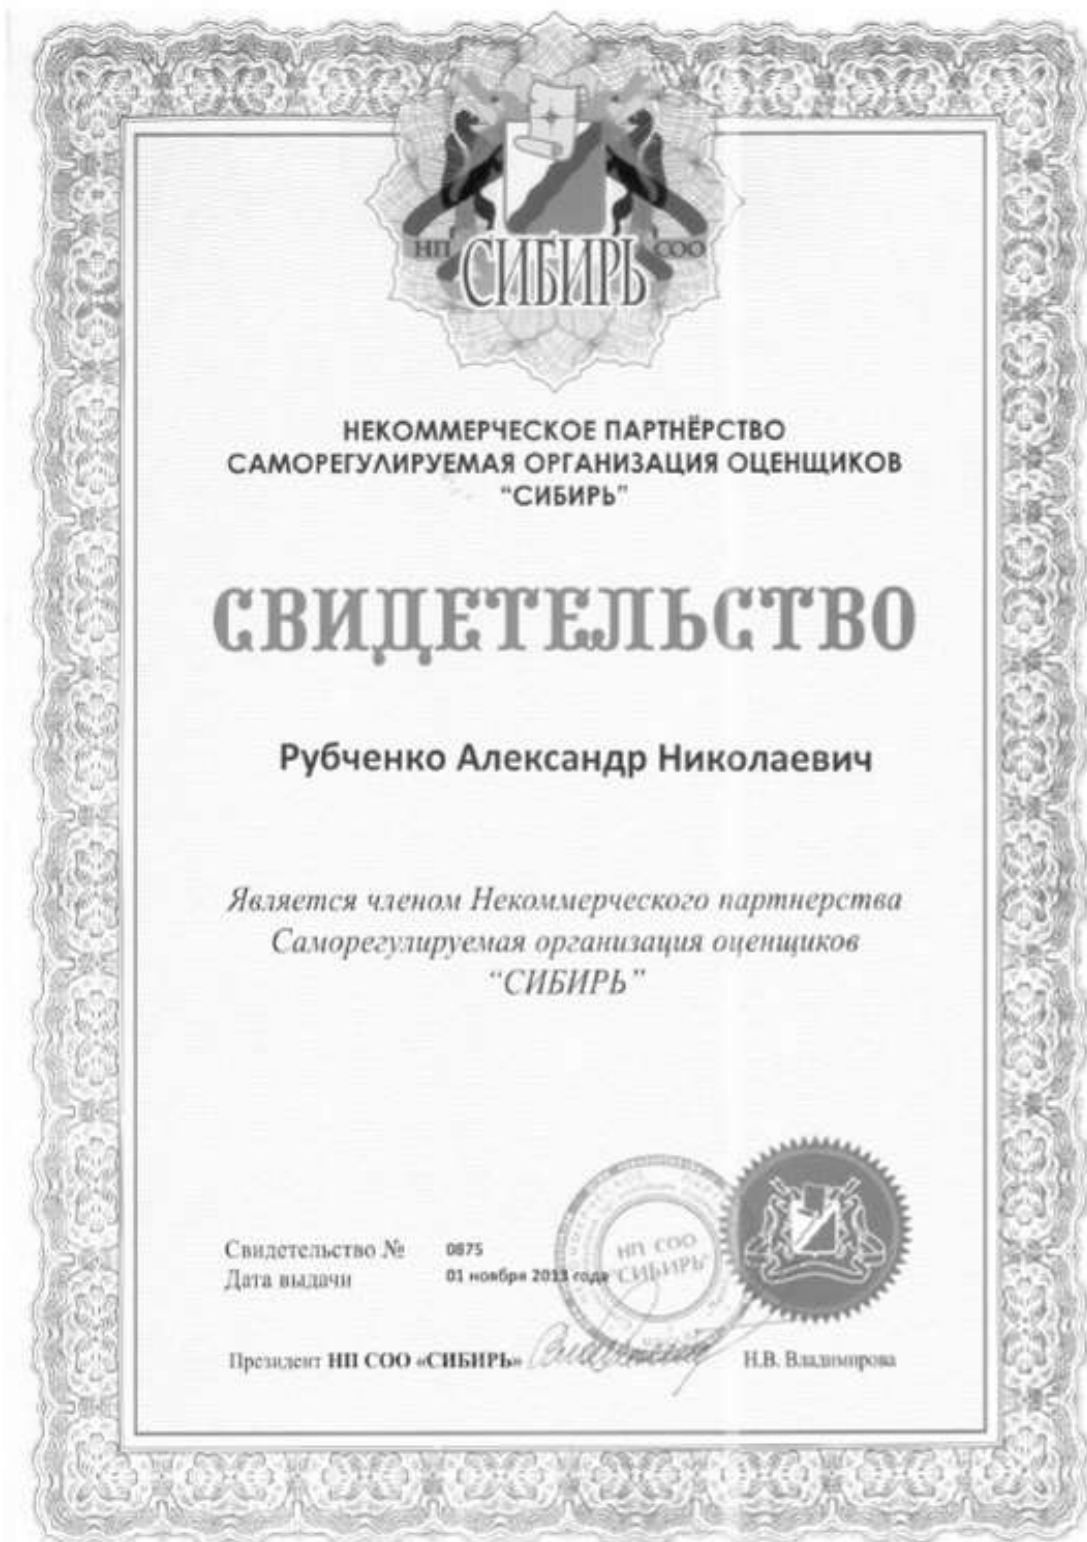 НП СИБИРЬ СОО
НЕКОММЕРЧЕСКОЕ ПАРТНЁРСТВО
САМОРЕГУЛИРУЕМАЯ ОРГАНИЗАЦИЯ ОЦЕНЩИКОВ
“СИБИРЬ”
СВИДЕТЕЛЬСТВО
Рубченко Александр Николаевич
Является членом Некоммерческого партнерства
Саморегулируемая организация оценщиков
“СИБИРЬ”
Свидетельство № 0875
Дата выдачи 01 ноября 2013 года
НП СОО
"СИБИРЬ"
Президент НП СОО «СИБИРЬ» Н.В. Владимирова